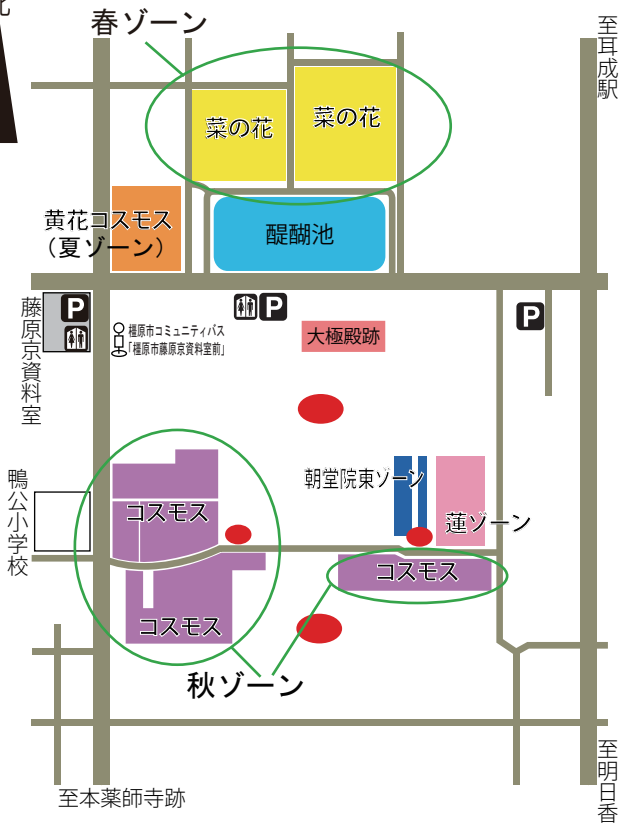 北
春ゾーン
至耳成駅
菜の花
菜の花
黄花コスモス
（夏ゾーン）
醍醐池
藤原京資料室
P
P
P
橿原市コミュニティバス
「橿原市藤原京資料室前」
大極殿跡
鴨公小学校
朝堂院東ゾーン
蓮ゾーン
コスモス
コスモス
コスモス
秋ゾーン
至本薬師寺跡
至明日香